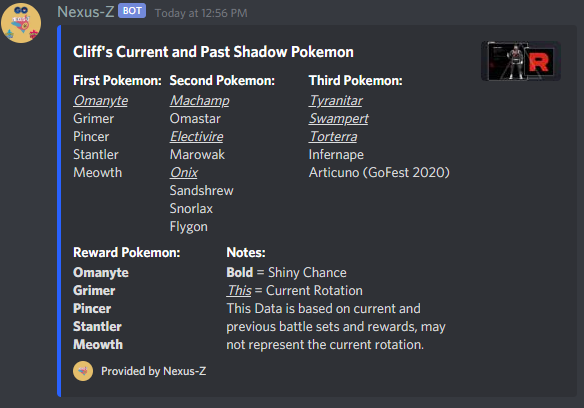 Nexus-Z BOT Today at 12:56 PM
Cliff's Current and Past Shadow Pokemon
First Pokemon:
Omanyte
Grimer
Pincer
Stantler
Meowth
Second Pokemon:
Machamp
Omastar
Electivire
Marowak
Onix
Sandshrew
Snorlax
Flygon
Third Pokemon:
Tyranitar
Swampert
Torterra
Infernape
Articuno (GoFest 2020)
R
Reward Pokemon:
Omanyte
Grimer
Pincer
Stantler
Meowth
Notes:
Bold = Shiny Chance
This = Current Rotation
This Data is based on current and
previous battle sets and rewards, may
not represent the current rotation.
Provided by Nexus-Z